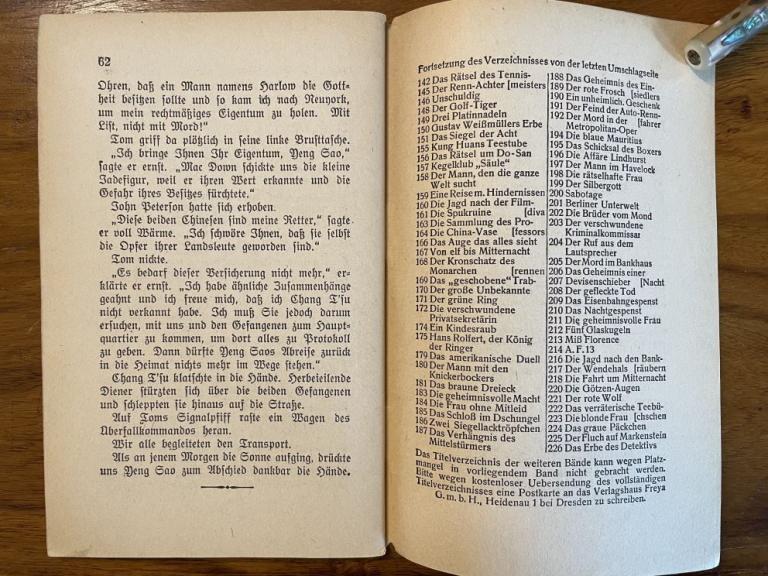 62
Ohren, daß ein Mann namens Harlow die Gott-
heit besitzen sollte und so kam ich nach Neuyork,
um mein rechtmäßiges Eigentum zu holen. Mit
List, nicht mit Mord!"
Tom griff da plötzlich in seine linke Brusttasche.
„Ich bringe Ihnen Ihr Eigentum, Yeng Sao,"
sagte er ernst. „Mac Down schickte uns die kleine
Jadefigur, weil er ihren Wert erkannte und die
Gefahr ihres Besitzes fürchtete."
John Peterson hatte sich erhoben.
„Diese beiden Chinesen sind meine Retter," sagte
er voll Wärme. „Ich schwöre Ihnen, daß sie selbst
die Opfer ihrer Landsleute geworden sind."
Tom nickte.
„Es bedarf dieser Versicherung nicht mehr," er-
klärte er ernst. „Ich habe ähnliche Zusammenhänge
geahnt und ich freue mich, daß ich Chang T'su
nicht verkannt habe. Ich muß Sie jedoch darum
ersuchen, mit uns und den Gefangenen zum Haupt-
quartier zu kommen, um dort alles zu Protokoll
zu geben. Dann dürfte Yeng Saos Abreise zurück
in die Heimat nichts mehr im Wege stehen."
Chang T'su klatschte in die Hände. Herbeieilende
Diener stürzten sich über die beiden Gefangenen
und schleppten sie hinaus auf die Straße.
Auf Toms Signalpfiff raste ein Wagen des
Überfallkommandos heran.
Wir alle begleiteten den Transport.
Als an jenem Morgen die Sonne aufging, drückte
uns Yeng Sao zum Abschied dankbar die Hände.
Fortsetzung des Verzeichnisses von der letzten Umschlagseite
142 Das Rätsel des Tennis-
145 Der Renn-Achter [meisters
146 Unschuldig
148 Der Golf-Tiger
149 Drei Platinnadeln
150 Gustav Weißmüllers Erbe
151 Das Siegel der Acht
155 Kung Huans Teestube
156 Das Rätsel um Do-San
157 Kegelklub „Säule"
158 Der Mann, den die ganze
Welt sucht
159 Eine Reise m. Hindernissen
160 Die Jagd nach der Film-
161 Die Spukruine [diva
163 Die Sammlung des Pro-
164 Die China-Vase [fessors
166 Das Auge das alles sieht
167 Von elf bis Mitternacht
168 Der Kronschatz des
Monarchen [rennen
169 Das „geschobene" Trab-
170 Der große Unbekannte
171 Der grüne Ring
172 Die verschwundene
Privatsekretärin
174 Ein Kindesraub
175 Hans Rolfert, der König
der Ringer
179 Das amerikanische Duell
180 Der Mann mit den
Knickerbockers
181 Das braune Dreieck
183 Die geheimnisvolle Macht
184 Die Frau ohne Mitleid
185 Das Schloß im Dschungel
186 Zwei Siegellacktröpfchen
187 Das Verhängnis des
Mittelstürmers
188 Das Geheimnis des Ein-
189 Der rote Frosch [siedlers
190 Ein unheimlich. Geschenk
191 Der Feind der Auto-Renn-
192 Der Mord in der [fahrer
Metropolitan-Oper
194 Die blaue Mauritius
195 Das Schicksal des Boxers
196 Die Affäre Lindhurst
197 Der Mann im Havelock
198 Die rätselhafte Frau
199 Der Silbergott
200 Sabotage
201 Berliner Unterwelt
202 Die Brüder vom Mond
203 Der verschwundene
Kriminalkommissar
204 Der Ruf aus dem
Lautsprecher
205 Der Mord im Bankhaus
206 Das Geheimnis einer
207 Devisenschieber [Nacht
208 Der gefleckte Tod
209 Das Eisenbahngespenst
210 Das Nachtgespenst
211 Die geheimnisvolle Frau
212 Fünf Glaskugeln
213 Miß Florence
214 A. F. 13
216 Die Jagd nach den Bank-
217 Der Wendehals [räubern
218 Die Fahrt um Mitternacht
220 Die Götzen-Augen
221 Der rote Wolf
222 Das verräterische Teebü-
223 Die blonde Frau [chschen
224 Das graue Päckchen
225 Der Fluch auf Markenstein
226 Das Erbe des Detektivs
Das Titelverzeichnis der weiteren Bände kann wegen Platz-
mangel in vorliegendem Band nicht gebracht werden.
Bitte wegen kostenloser Uebersendung des vollständigen
Titelverzeichnisses eine Postkarte an das Verlagshaus Freya
G. m. b. H., Heidenau 1 bei Dresden zu schreiben.